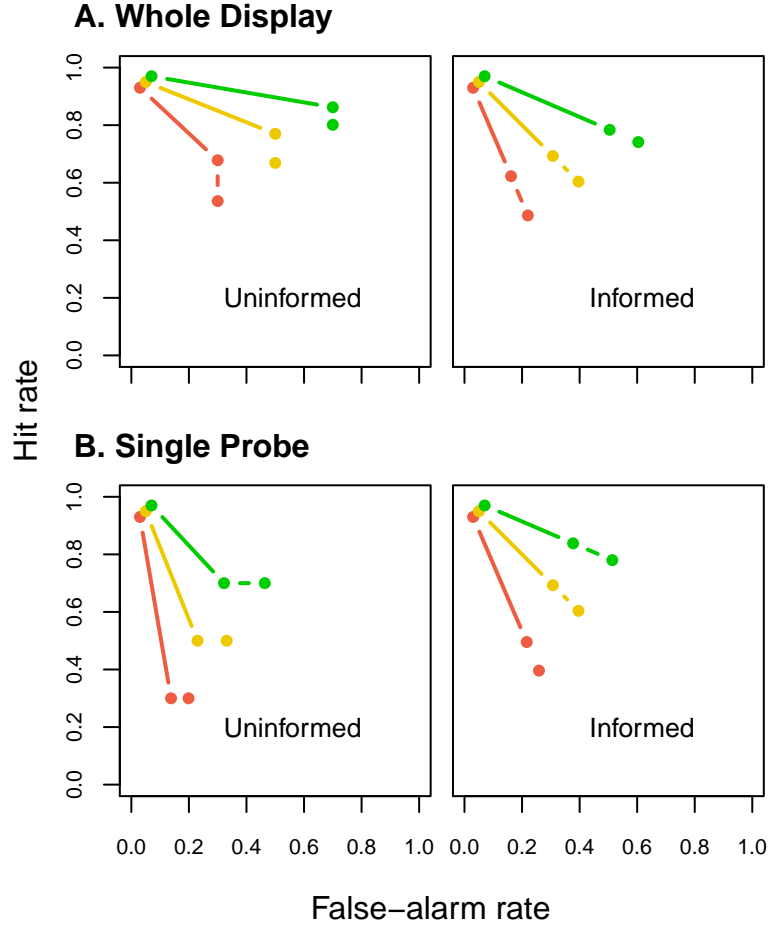 A. Whole Display
1.0
0.8
0.6
0.4
0.2
0.0
Uninformed
Informed
Hit rate
B. Single Probe
1.0
0.8
0.6
0.4
0.2
0.0
Uninformed
Informed
0.0 0.2 0.4 0.6 0.8 1.0 0.0 0.2 0.4 0.6 0.8 1.0
False−alarm rate